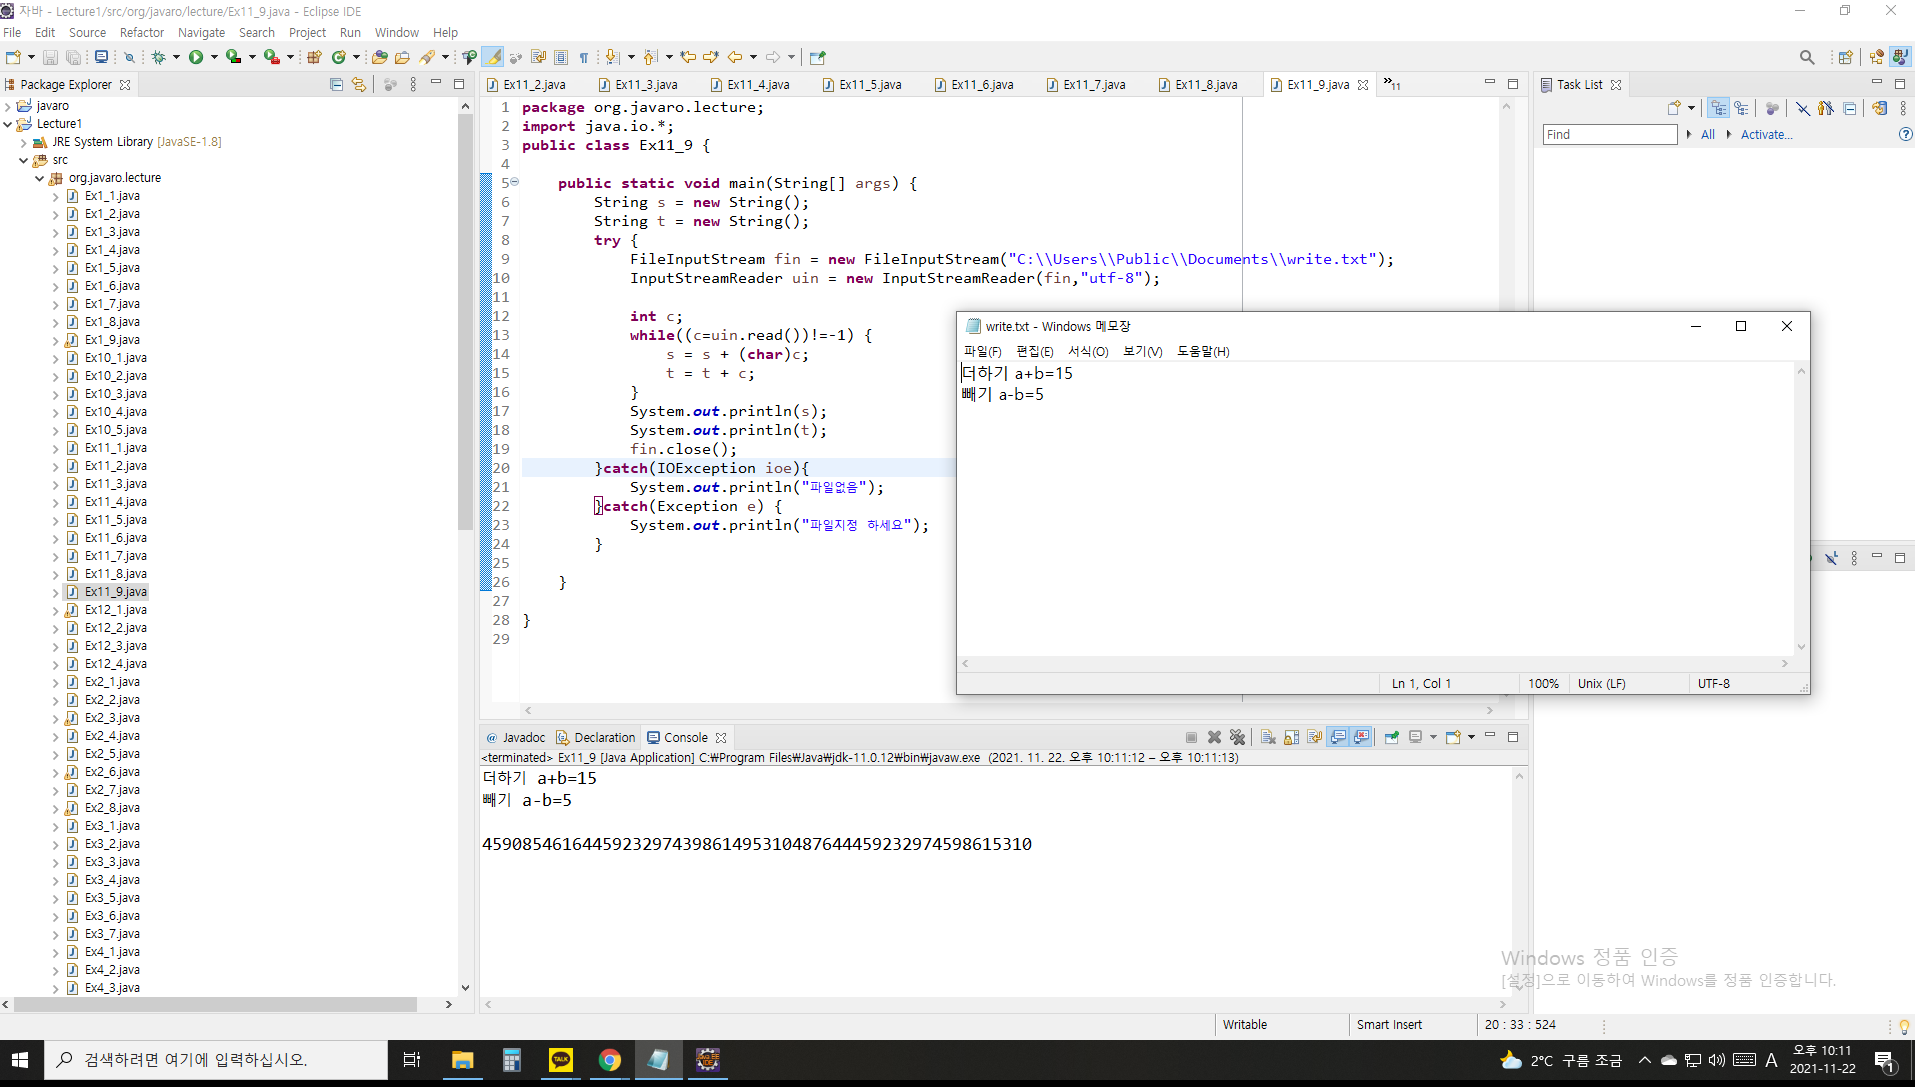 자바 - Lecture1/src/org/javaro/lecture/Ex11_9.java - Eclipse IDE
File Edit Source Refactor Navigate Search Project Run Window Help
Package Explorer
javaro
Lecture1
JRE System Library [JavaSE-1.8]
src
org.javaro.lecture
Ex1_1.java
Ex1_2.java
Ex1_3.java
Ex1_4.java
Ex1_5.java
Ex1_6.java
Ex1_7.java
Ex1_8.java
Ex1_9.java
Ex10_1.java
Ex10_2.java
Ex10_3.java
Ex10_4.java
Ex10_5.java
Ex11_1.java
Ex11_2.java
Ex11_3.java
Ex11_4.java
Ex11_5.java
Ex11_6.java
Ex11_7.java
Ex11_8.java
Ex11_9.java
Ex12_1.java
Ex12_2.java
Ex12_3.java
Ex12_4.java
Ex2_1.java
Ex2_2.java
Ex2_3.java
Ex2_4.java
Ex2_5.java
Ex2_6.java
Ex2_7.java
Ex2_8.java
Ex3_1.java
Ex3_2.java
Ex3_3.java
Ex3_4.java
Ex3_5.java
Ex3_6.java
Ex3_7.java
Ex4_1.java
Ex4_2.java
Ex4_3.java
Ex11_2.java Ex11_3.java Ex11_4.java Ex11_5.java Ex11_6.java Ex11_7.java Ex11_8.java Ex11_9.java »11
1 package org.javaro.lecture;
2 import java.io.*;
3 public class Ex11_9 {
4
5 public static void main(String[] args) {
6 String s = new String();
7 String t = new String();
8 try {
9 FileInputStream fin = new FileInputStream("C:\\Users\\Public\\Documents\\write.txt");
10 InputStreamReader uin = new InputStreamReader(fin,"utf-8");
11
12 int c;
13 while((c=uin.read())!=-1) {
14 s = s + (char)c;
15 t = t + c;
16 }
17 System.out.println(s);
18 System.out.println(t);
19 fin.close();
20 }catch(IOException ioe){
21 System.out.println("파일없음");
22 }catch(Exception e) {
23 System.out.println("파일지정 하세요");
24 }
25
26 }
27
28 }
29
Task List
Find All Activate...
write.txt - Windows 메모장
파일(F) 편집(E) 서식(O) 보기(V) 도움말(H)
더하기 a+b=15
빼기 a-b=5
Ln 1, Col 1 100% Unix (LF) UTF-8
@ Javadoc Declaration Console
<terminated> Ex11_9 [Java Application] C:₩Program Files₩Java₩jdk-11.0.12₩bin₩javaw.exe (2021. 11. 22. 오후 10:11:12 – 오후 10:11:13)
더하기 a+b=15
빼기 a-b=5
459085461644592329743986149531048764445923297459861 5310
Windows 정품 인증
[설정]으로 이동하여 Windows를 정품 인증합니다.
Writable Smart Insert 20 : 33 : 524
검색하려면 여기에 입력하십시오.
TALK
2°C 구름 조금
A
오후 10:11
2021-11-22
1